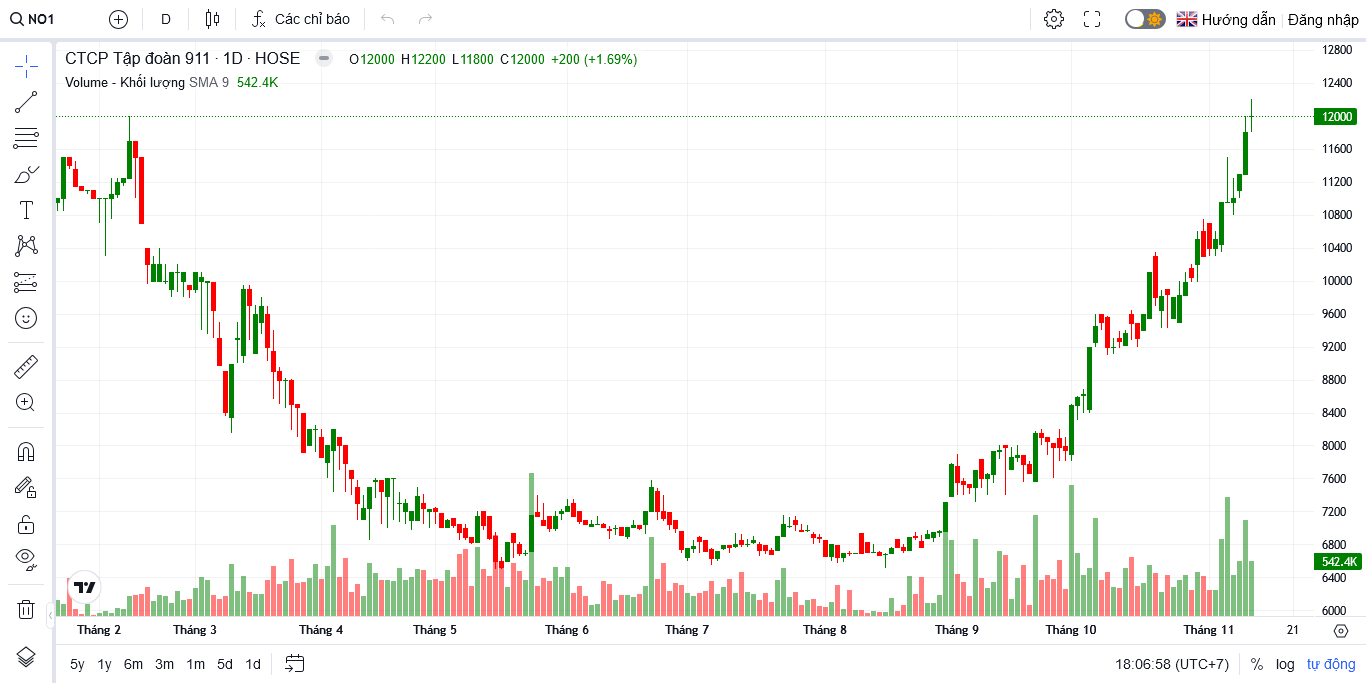 NO1
D
Các chỉ báo
Hướng dẫn
Đăng nhập
CTCP Tập đoàn 911 · 1D · HOSE
O12000 H12200 L11800 C12000 +200 (+1.69%)
Volume - Khối lượng SMA 9 542.4K
12800
12400
12000
11600
11200
10800
10400
10000
9600
9200
8800
8400
8000
7600
7200
6800
542.4K
6400
6000
Tháng 2 Tháng 3 Tháng 4 Tháng 5 Tháng 6 Tháng 7 Tháng 8 Tháng 9 Tháng 10 Tháng 11 21
5y 1y 6m 3m 1m 5d 1d
18:06:58 (UTC+7) % log tự động